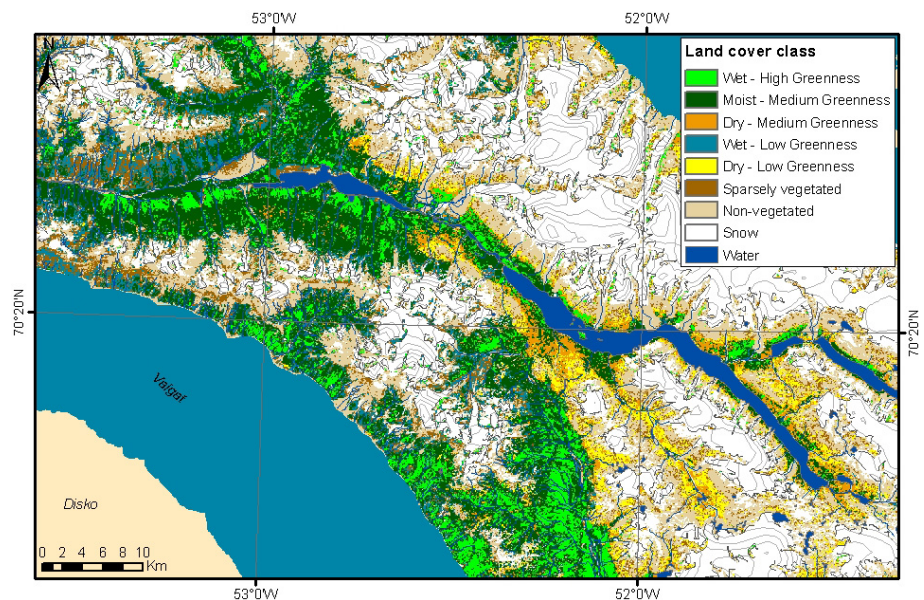 53°0'W
52°0'W
N
Land cover class
Wet - High Greenness
Moist - Medium Greenness
Dry - Medium Greenness
Wet - Low Greenness
Dry - Low Greenness
Sparsely vegetated
Non-vegetated
Snow
Water
70°20'N
70°20'N
Vaigat
Disko
0 2 4 6 8 10
Km
53°0'W
52°0'W